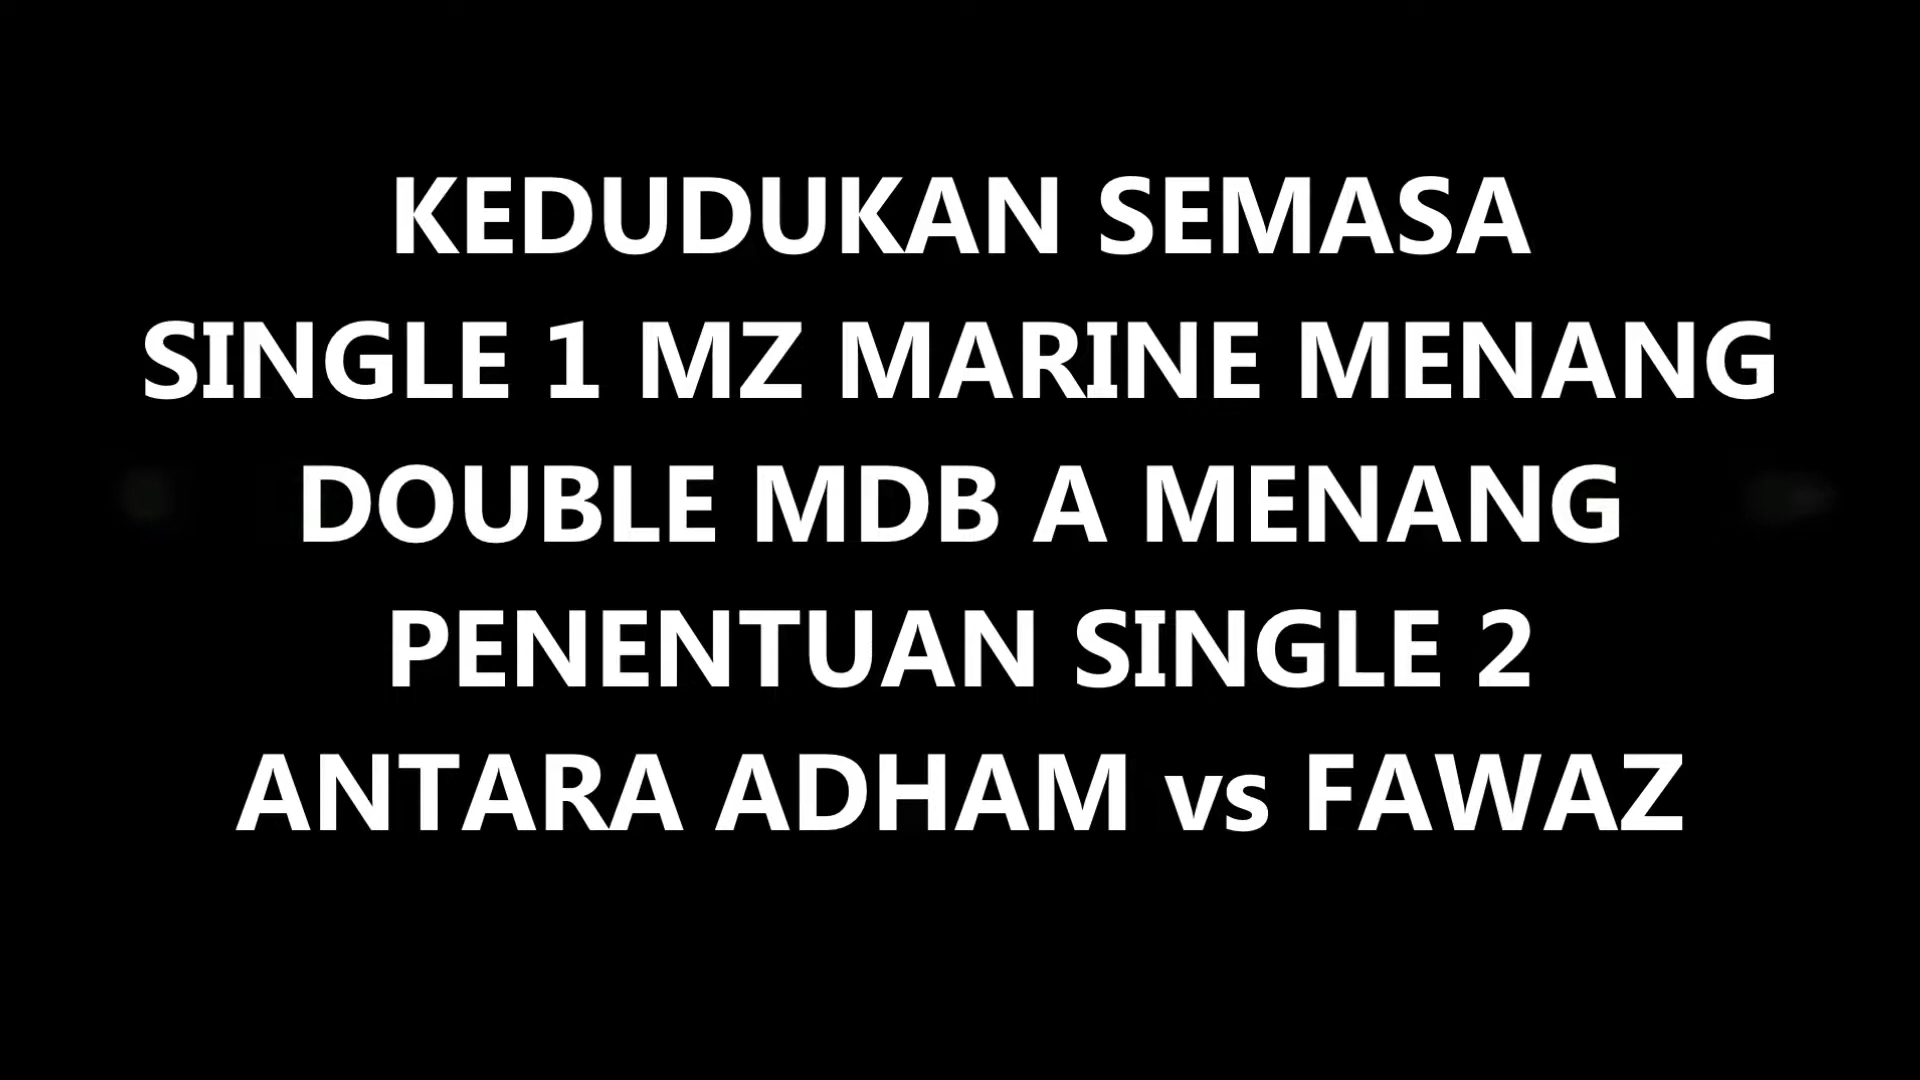 KEDUDUKAN SEMASA
SINGLE 1 MZ MARINE MENANG
DOUBLE MDB A MENANG
PENENTUAN SINGLE 2
ANTARA ADHAM vs FAWAZ